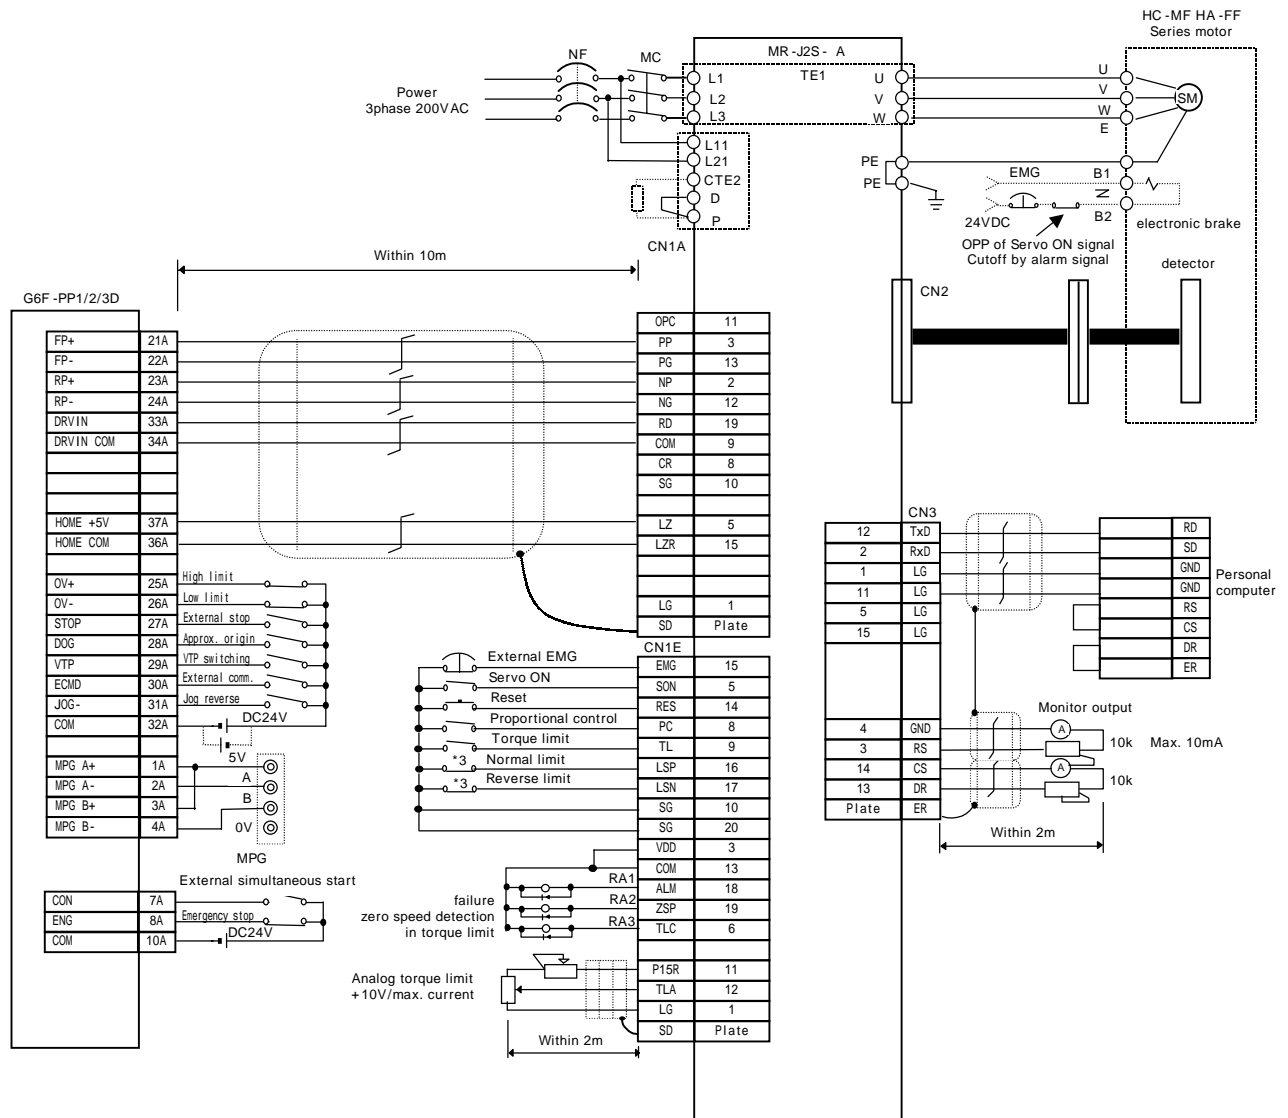 HC -MF HA -FF
Series motor
NF
MC
MR -J2S - A
Power
3phase 200VAC
L1
L2
L3
TE1
U
V
W
U
V
W
E
SM
L11
L21
CTE2
D
P
PE
PE
EMG
B1
B2
24VDC
electronic brake
OPP of Servo ON signal
Cutoff by alarm signal
detector
CN1A
CN2
Within 10m
G6F -PP1/2/3D
FP+ 21A
FP- 22A
RP+ 23A
RP- 24A
DRVIN 33A
DRVIN COM 34A
HOME +5V 37A
HOME COM 36A
OV+ 25A High limit
OV- 26A Low limit
STOP 27A External stop
DOG 28A Approx. origin
VTP 29A VTP switching
ECMD 30A External comm.
JOG- 31A Jog reverse
COM 32A DC24V
5V
MPG A+ 1A
MPG A- 2A A
MPG B+ 3A B
MPG B- 4A 0V
MPG
External simultaneous start
CON 7A
ENG 8A Emergency stop
COM 10A DC24V
OPC 11
PP 3
PG 13
NP 2
NG 12
RD 19
COM 9
CR 8
SG 10
LZ 5
LZR 15
LG 1
SD Plate
CN1E
External EMG EMG 15
Servo ON SON 5
Reset RES 14
Proportional control PC 8
Torque limit TL 9
*3 Normal limit LSP 16
*3 Reverse limit LSN 17
SG 10
SG 20
VDD 3
COM 13
RA1 ALM 18
RA2 ZSP 19
RA3 TLC 6
failure
zero speed detection
in torque limit
P15R 11
TLA 12
LG 1
SD Plate
Analog torque limit
+10V/max. current
Within 2m
CN3
12 TxD
2 RxD
1 LG
11 LG
5 LG
15 LG
4 GND
3 RS
14 CS
13 DR
Plate ER
RD
SD
GND
GND
RS
CS
DR
ER
Personal
computer
Monitor output
A
10k Max. 10mA
A
10k
Within 2m